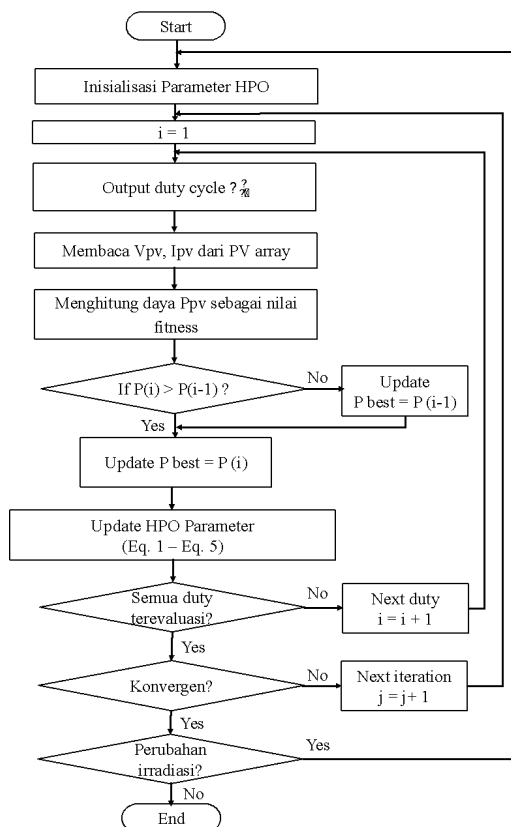 Start
Inisialisasi Parameter HPO
i = 1
Output duty cycle ?
Membaca Vpv, Ipv dari PV array
Menghitung daya Ppv sebagai nilai
fitness
If P(i) > P(i-1) ?
No
Update
P best = P (i-1)
Yes
Update P best = P (i)
Update HPO Parameter
(Eq. 1 – Eq. 5)
Semua duty
terevaluasi?
No
Next duty
i = i + 1
Yes
Konvergen?
No
Next iteration
j = j+ 1
Yes
Perubahan
irradiasi?
Yes
No
End